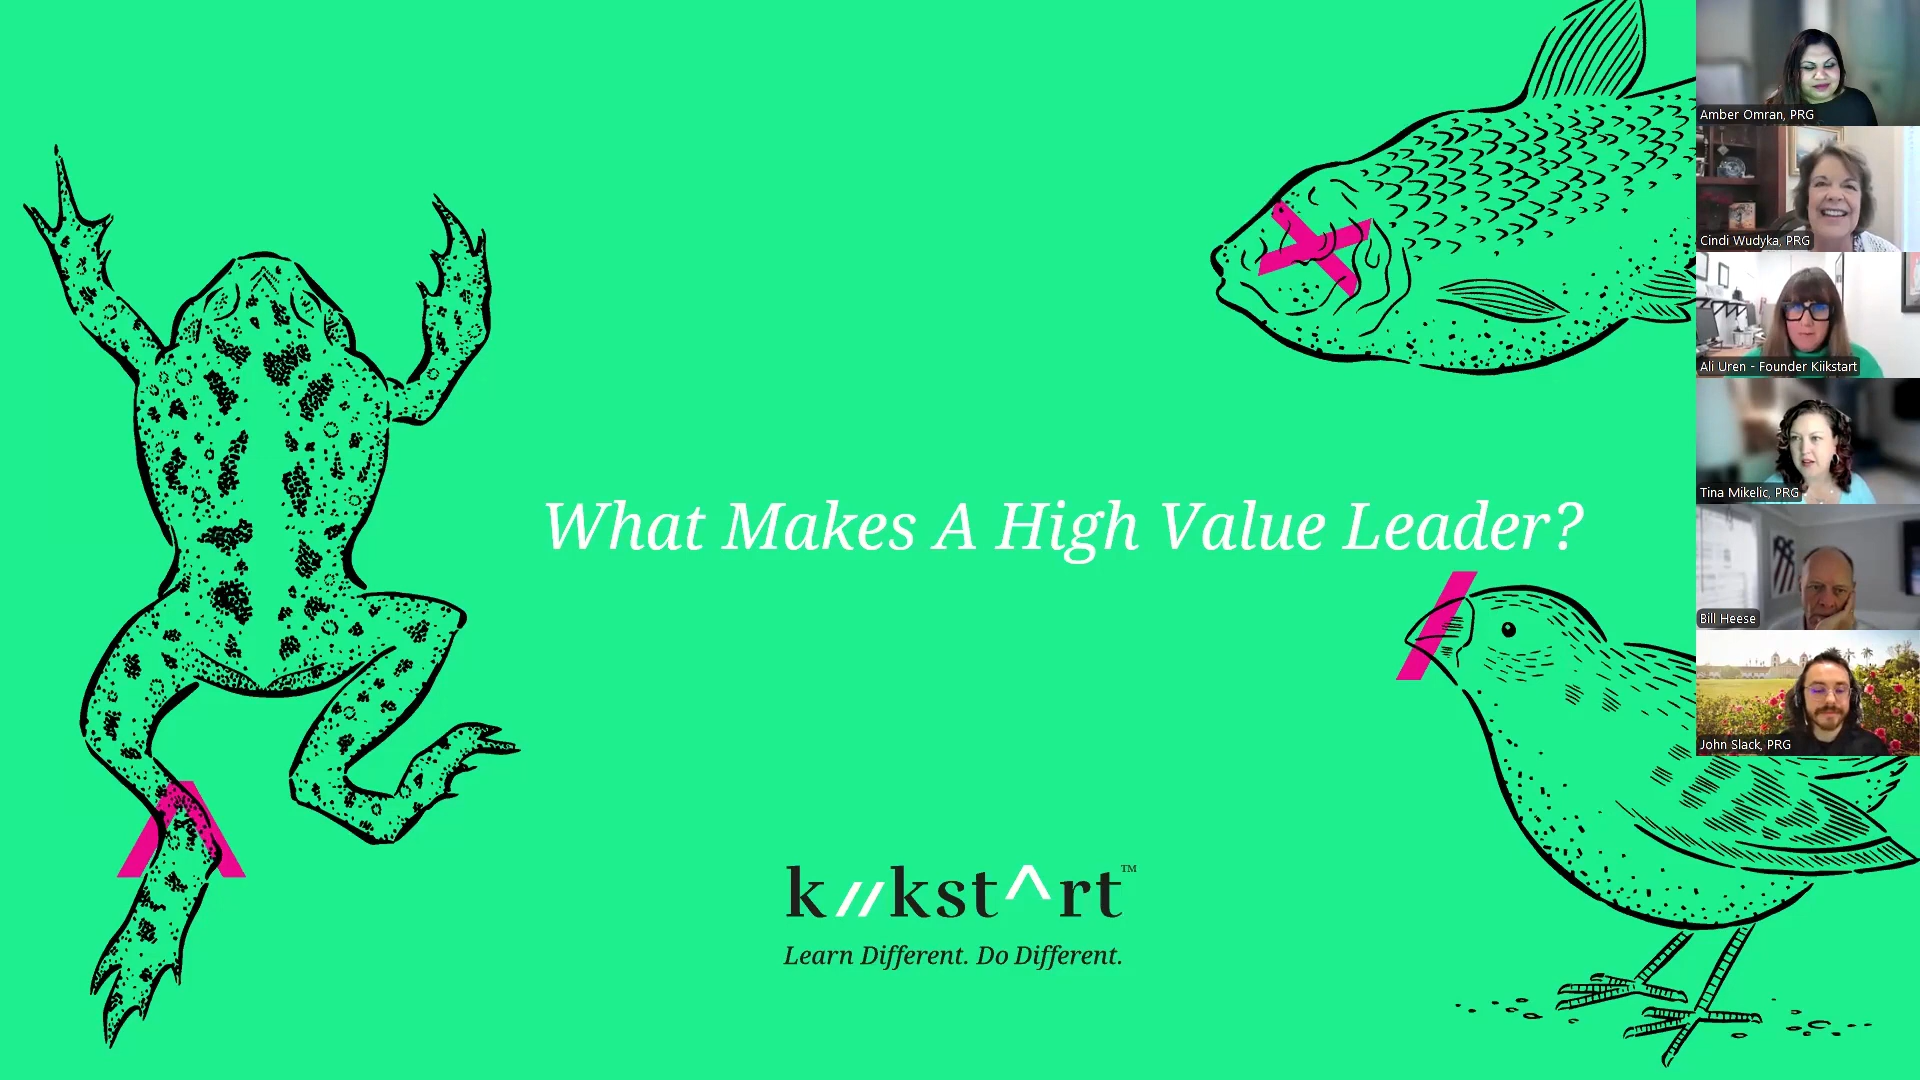 What Makes A High Value Leader?
k//kst^rt™
Learn Different. Do Different.
Amber Omran, PRG
Cindi Wudyka, PRG
Ali Uren - Founder Kiikstart
Tina Mikelic, PRG
Bill Heese
John Slack, PRG